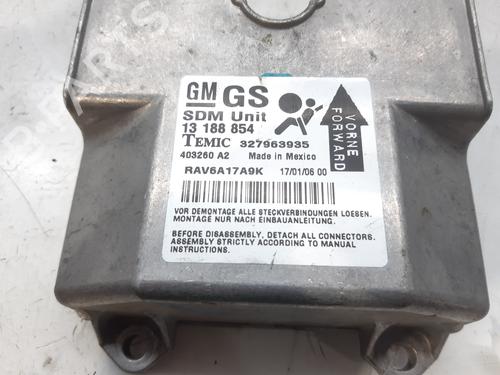 GM GS
SDM Unit
13 188 854
TEMIC 327963935
403260 A2 Made in Mexico
RAV6A17A9K 17/01/06 00
VORNE
FORWARD
VOR DEMONTAGE ALLE STECKVERBINDUNGEN LOESEN.
MONTAGE NUR NACH EINBAUANLEITUNG.
BEFORE DISASSEMBLY, DETACH ALL CONNECTORS.
ASSEMBLY STRICTLY ACCORDING TO MANUAL
INSTRUCTIONS.